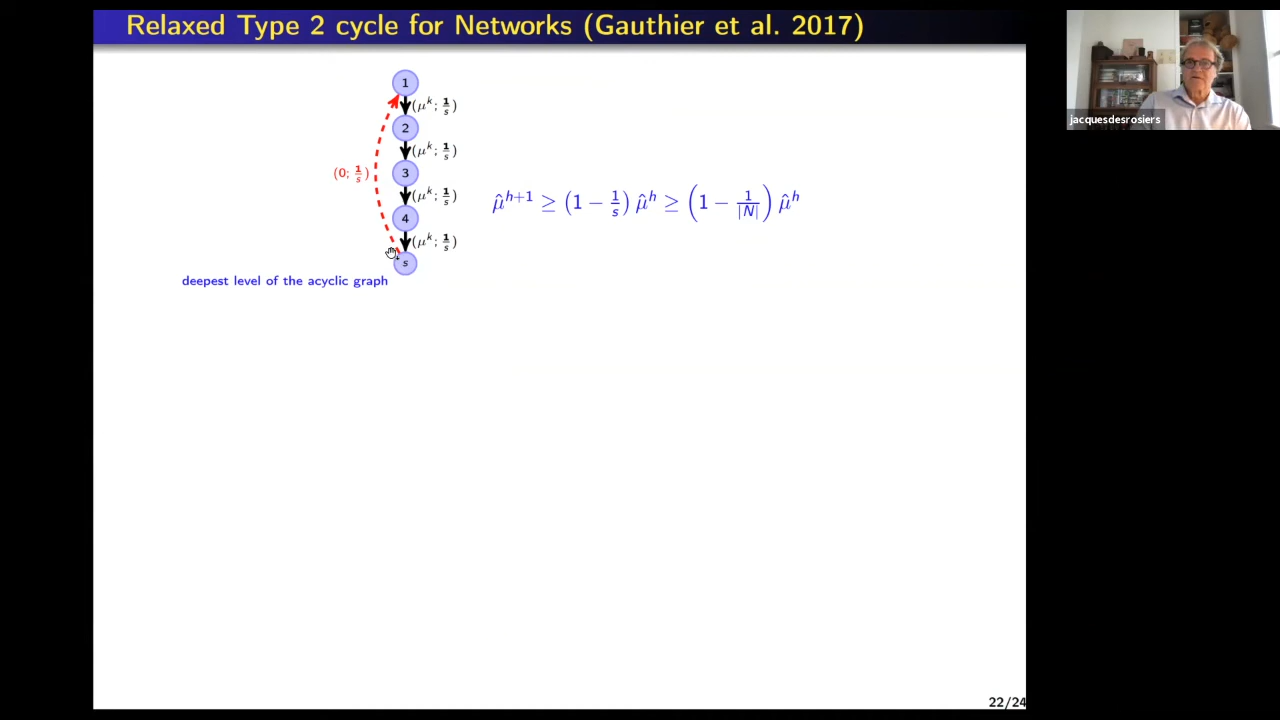 Relaxed Type 2 cycle for Networks (Gauthier et al. 2017)
jacquesdesrosiers
1
(μ^k; 1/s)
2
(μ^k; 1/s)
(0; 1/s)
3
(μ^k; 1/s)
4
(μ^k; 1/s)
s
μ̂^{h+1} ≥ (1 − 1/s) μ̂^h ≥ (1 − 1/|N|) μ̂^h
deepest level of the acyclic graph
22/24